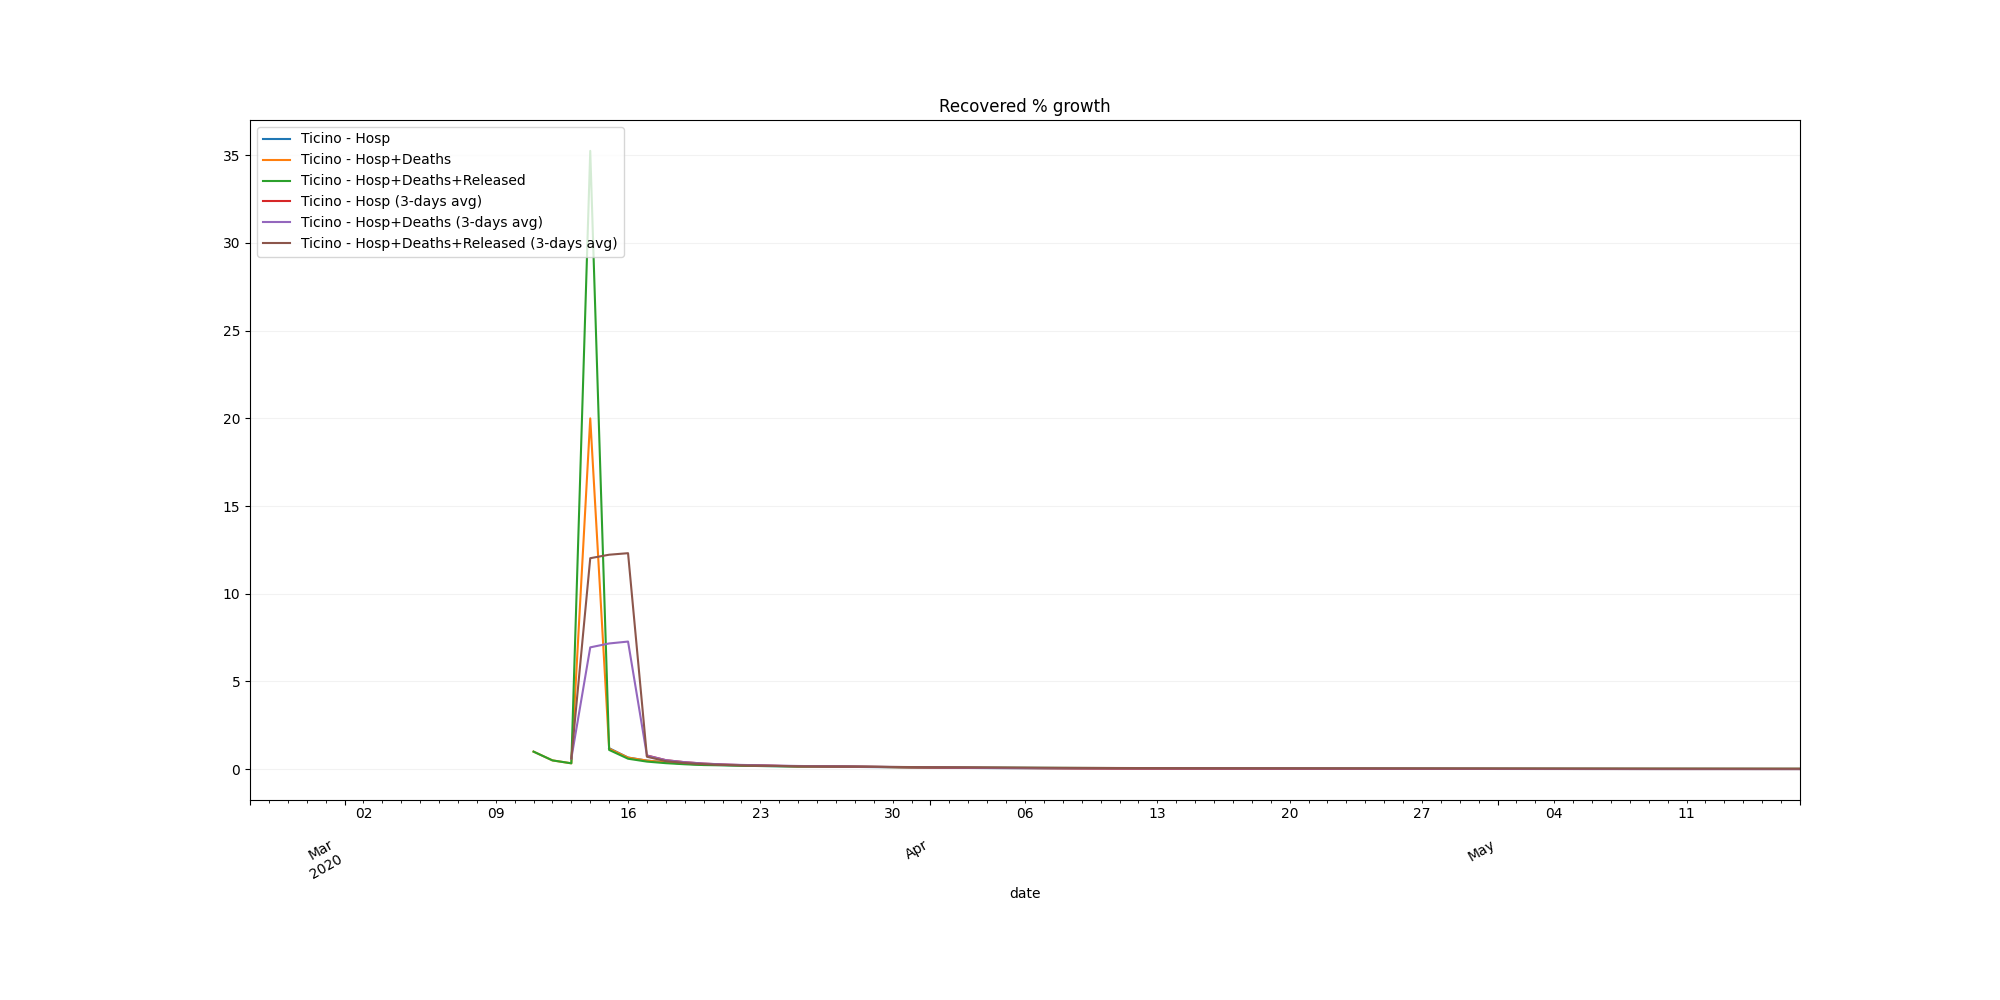 Recovered % growth
Ticino - Hosp
Ticino - Hosp+Deaths
Ticino - Hosp+Deaths+Released
Ticino - Hosp (3-days avg)
Ticino - Hosp+Deaths (3-days avg)
Ticino - Hosp+Deaths+Released (3-days avg)
35
30
25
20
15
10
5
0
02 09 16 23 30 06 13 20 27 04 11
Mar Apr May
2020
date